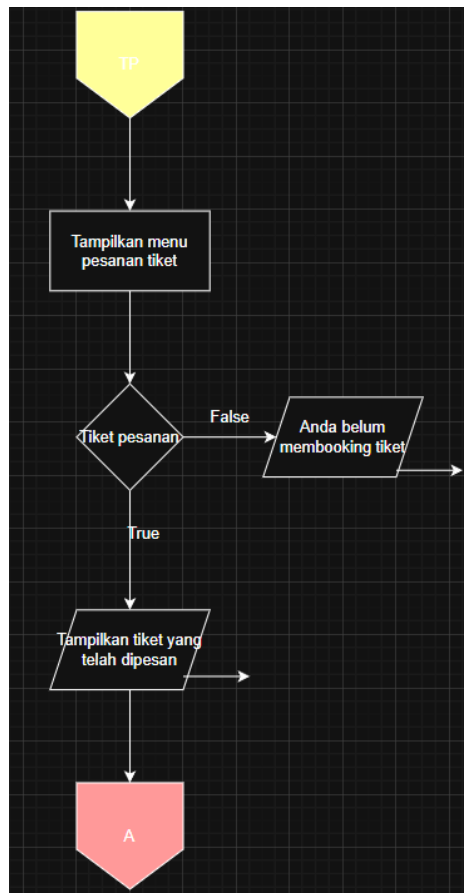 TP
Tampilkan menu
pesanan tiket
Tiket pesanan
False
Anda belum
membooking tiket
True
Tampilkan tiket yang
telah dipesan
A